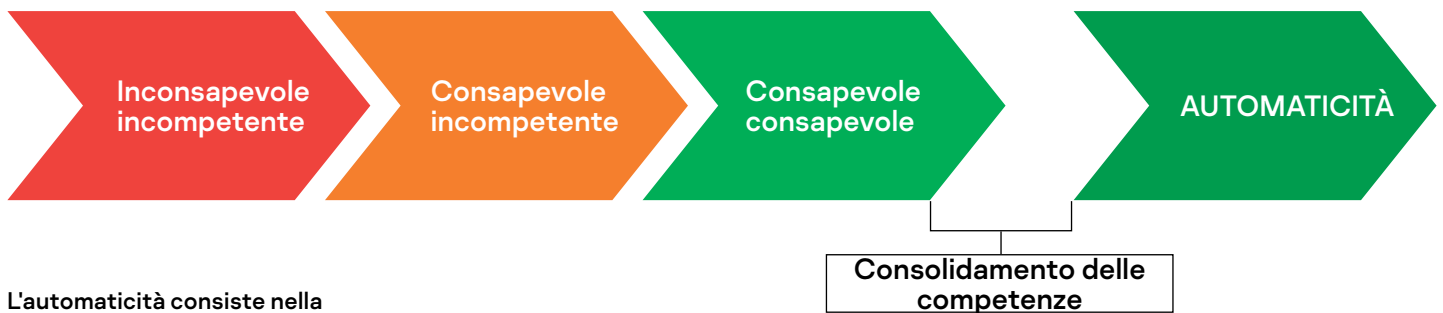 Inconsapevole
incompetente
Consapevole
incompetente
Consapevole
consapevole
AUTOMATICITÀ
Consolidamento delle
competenze
L'automaticità consiste nella